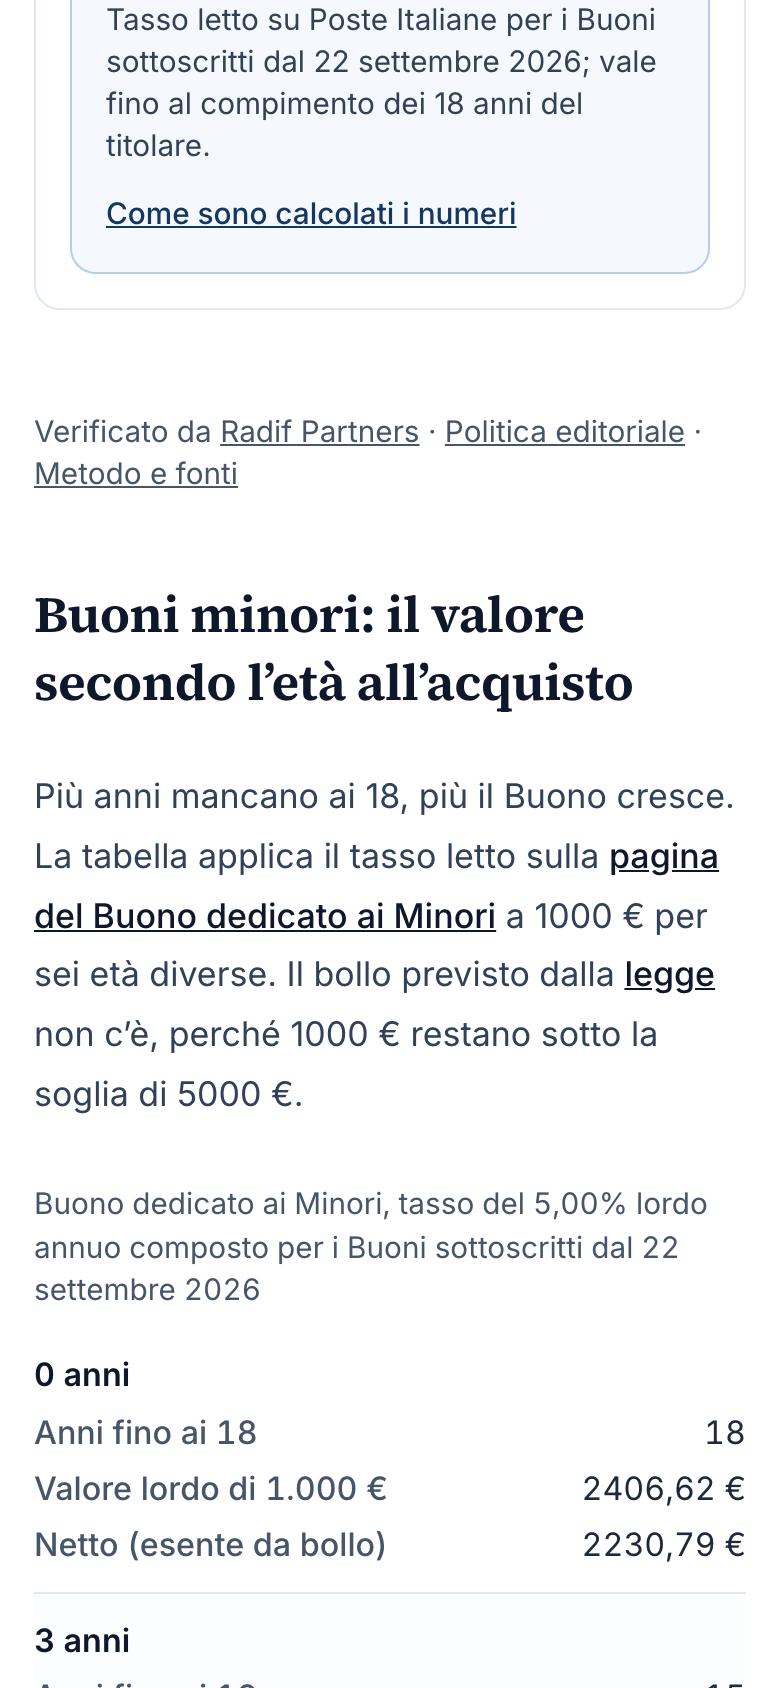 Tasso letto su Poste Italiane per i Buoni
sottoscritti dal 22 settembre 2026; vale
fino al compimento dei 18 anni del
titolare.
Come sono calcolati i numeri
Verificato da Radif Partners · Politica editoriale ·
Metodo e fonti
Buoni minori: il valore
secondo l’età all’acquisto
Più anni mancano ai 18, più il Buono cresce.
La tabella applica il tasso letto sulla pagina
del Buono dedicato ai Minori a 1000 € per
sei età diverse. Il bollo previsto dalla legge
non c’è, perché 1000 € restano sotto la
soglia di 5000 €.
Buono dedicato ai Minori, tasso del 5,00% lordo
annuo composto per i Buoni sottoscritti dal 22
settembre 2026
0 anni
Anni fino ai 18 18
Valore lordo di 1.000 € 2406,62 €
Netto (esente da bollo) 2230,79 €
3 anni